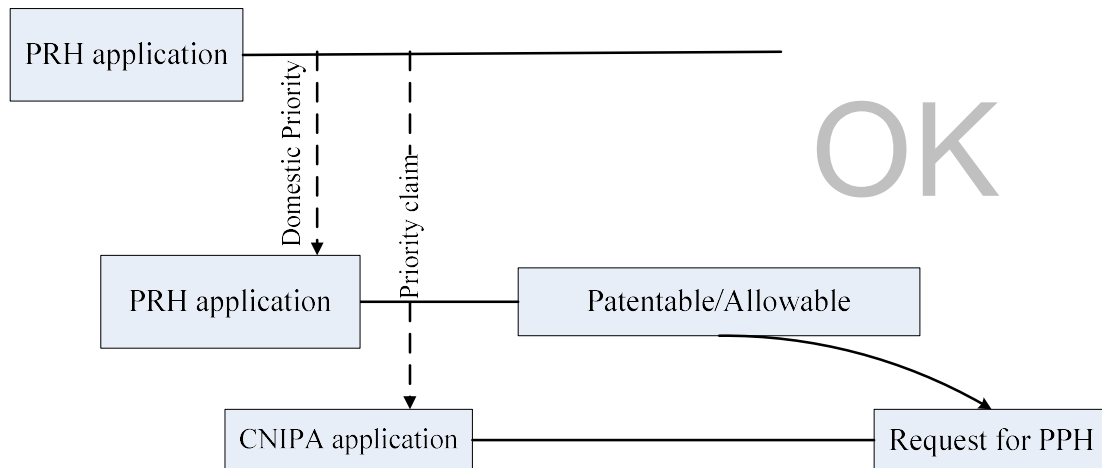 PRH application
OK
Domestic Priority
Priority claim
PRH application
Patentable/Allowable
CNIPA application
Request for PPH